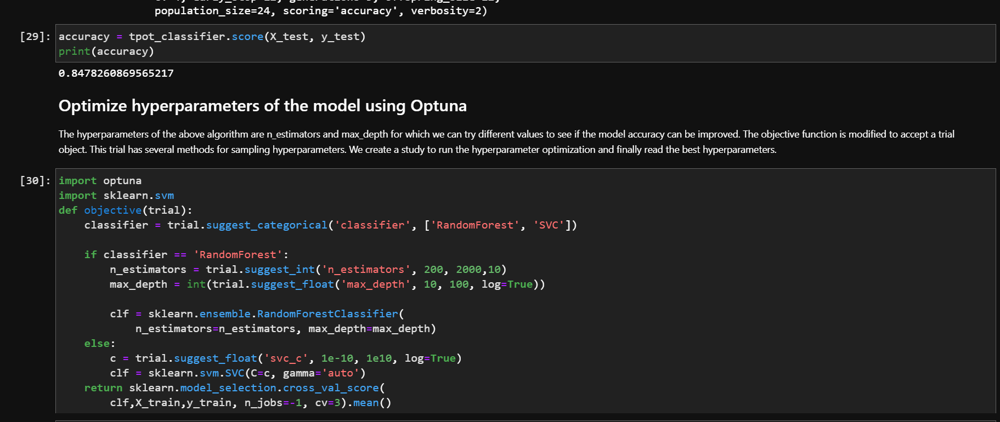 population_size=24, scoring='accuracy', verbosity=2)
[29]: accuracy = tpot_classifier.score(X_test, y_test)
print(accuracy)
0.8478260869565217
Optimize hyperparameters of the model using Optuna
The hyperparameters of the above algorithm are n_estimators and max_depth for which we can try different values to see if the model accuracy can be improved. The objective function is modified to accept a trial
object. This trial has several methods for sampling hyperparameters. We create a study to run the hyperparameter optimization and finally read the best hyperparameters.
[30]: import optuna
import sklearn.svm
def objective(trial):
    classifier = trial.suggest_categorical('classifier', ['RandomForest', 'SVC'])
    if classifier == 'RandomForest':
        n_estimators = trial.suggest_int('n_estimators', 200, 2000,10)
        max_depth = int(trial.suggest_float('max_depth', 10, 100, log=True))
        clf = sklearn.ensemble.RandomForestClassifier(
            n_estimators=n_estimators, max_depth=max_depth)
    else:
        c = trial.suggest_float('svc_c', 1e-10, 1e10, log=True)
        clf = sklearn.svm.SVC(C=c, gamma='auto')
    return sklearn.model_selection.cross_val_score(
        clf,X_train,y_train, n_jobs=-1, cv=3).mean()